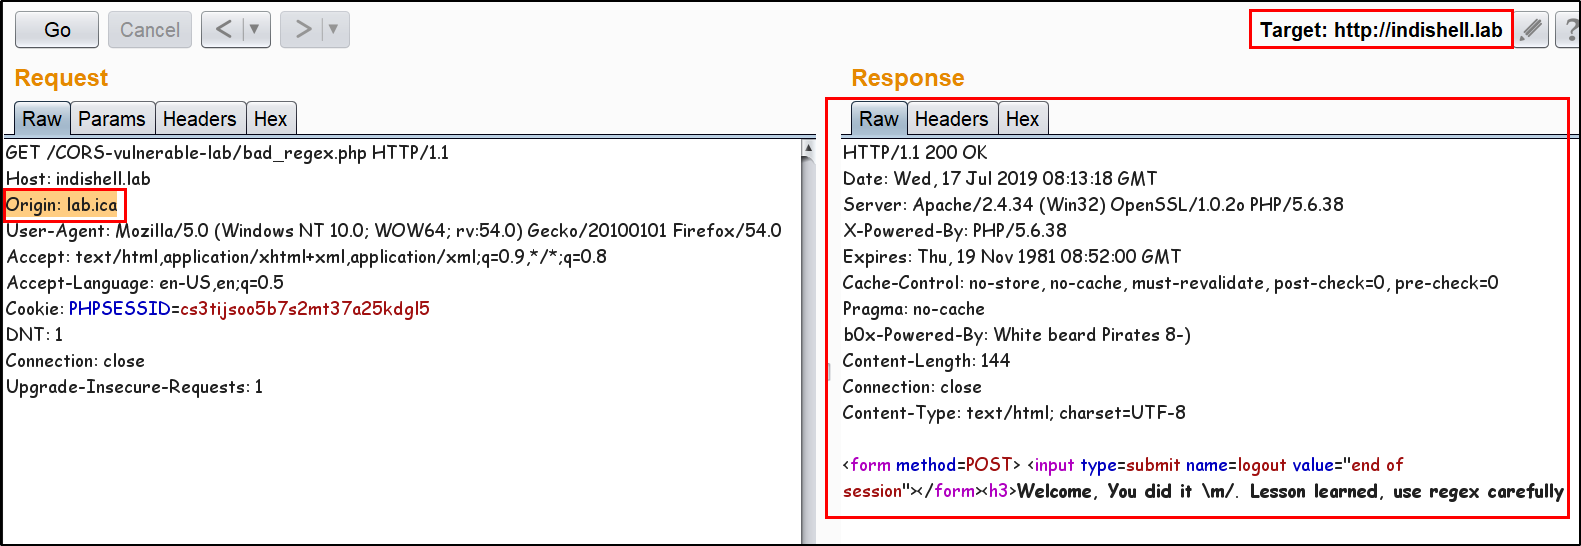 Go
Cancel
< | ▼
> | ▼
Target: http://indishell.lab
?
Request
Raw
Params
Headers
Hex
GET /CORS-vulnerable-lab/bad_regex.php HTTP/1.1
Host: indishell.lab
Origin: lab.ica
User-Agent: Mozilla/5.0 (Windows NT 10.0; WOW64; rv:54.0) Gecko/20100101 Firefox/54.0
Accept: text/html,application/xhtml+xml,application/xml;q=0.9,*/*;q=0.8
Accept-Language: en-US,en;q=0.5
Cookie: PHPSESSID=cs3tijsoo5b7s2mt37a25kdgl5
DNT: 1
Connection: close
Upgrade-Insecure-Requests: 1
Response
Raw
Headers
Hex
HTTP/1.1 200 OK
Date: Wed, 17 Jul 2019 08:13:18 GMT
Server: Apache/2.4.34 (Win32) OpenSSL/1.0.2o PHP/5.6.38
X-Powered-By: PHP/5.6.38
Expires: Thu, 19 Nov 1981 08:52:00 GMT
Cache-Control: no-store, no-cache, must-revalidate, post-check=0, pre-check=0
Pragma: no-cache
b0x-Powered-By: White beard Pirates 8-)
Content-Length: 144
Connection: close
Content-Type: text/html; charset=UTF-8
<form method=POST> <input type=submit name=logout value="end of
session"></form><h3>Welcome, You did it \m/. Lesson learned, use regex carefully